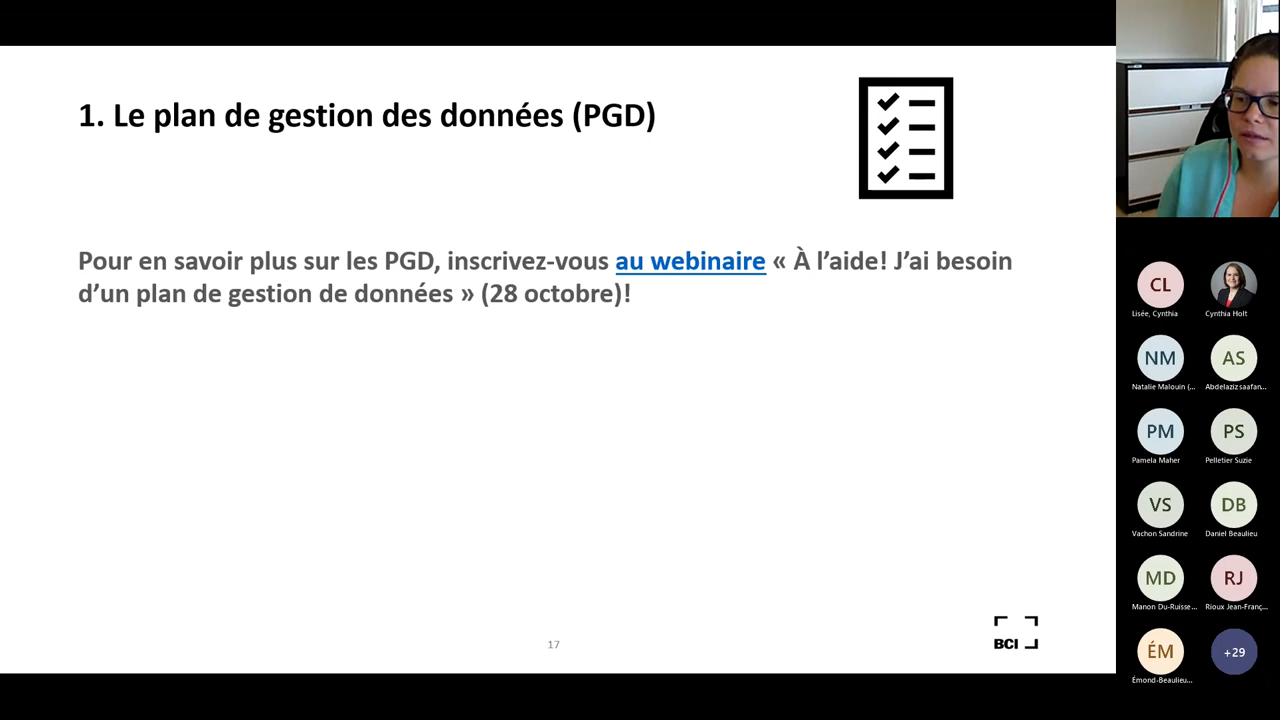 1. Le plan de gestion des données (PGD)
Pour en savoir plus sur les PGD, inscrivez-vous au webinaire « À l’aide! J’ai besoin
d’un plan de gestion de données » (28 octobre)!
17
BCI
CL
Lisée, Cynthia
Cynthia Holt
NM
Natalie Malouin (...
AS
Abdelaziz saafan...
PM
Pamela Maher
PS
Pelletier Suzie
VS
Vachon Sandrine
DB
Daniel Beaulieu
MD
Manon Du-Ruisse...
RJ
Rioux Jean-Franç...
ÉM
Émond-Beaulieu...
+29